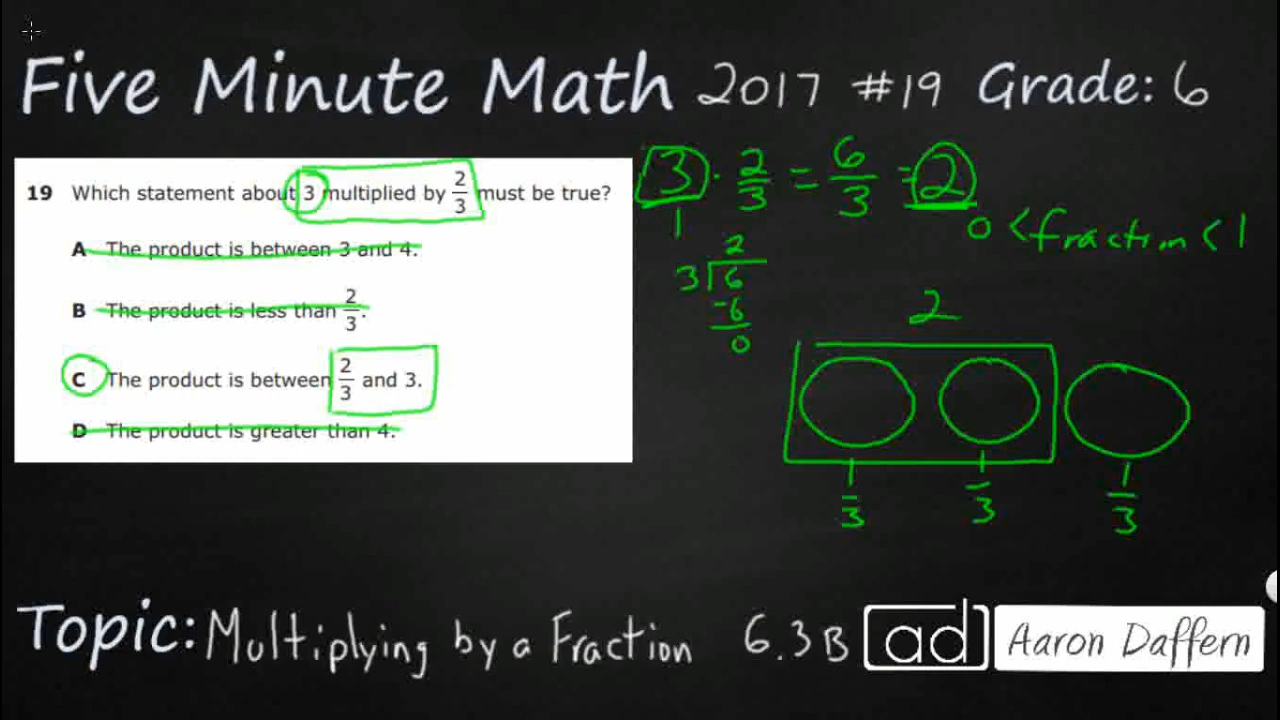 Five Minute Math 2017 #19 Grade: 6
19 Which statement about 3 multiplied by 2/3 must be true?
A The product is between 3 and 4.
B The product is less than 2/3.
C The product is between 2/3 and 3.
D The product is greater than 4.
3/1 · 2/3 = 6/3 = 2
0 < fraction < 1
2
3 6
-6
0
2
1/3 1/3 1/3
Topic: Multiplying by a Fraction 6.3B ad Aaron Daffern